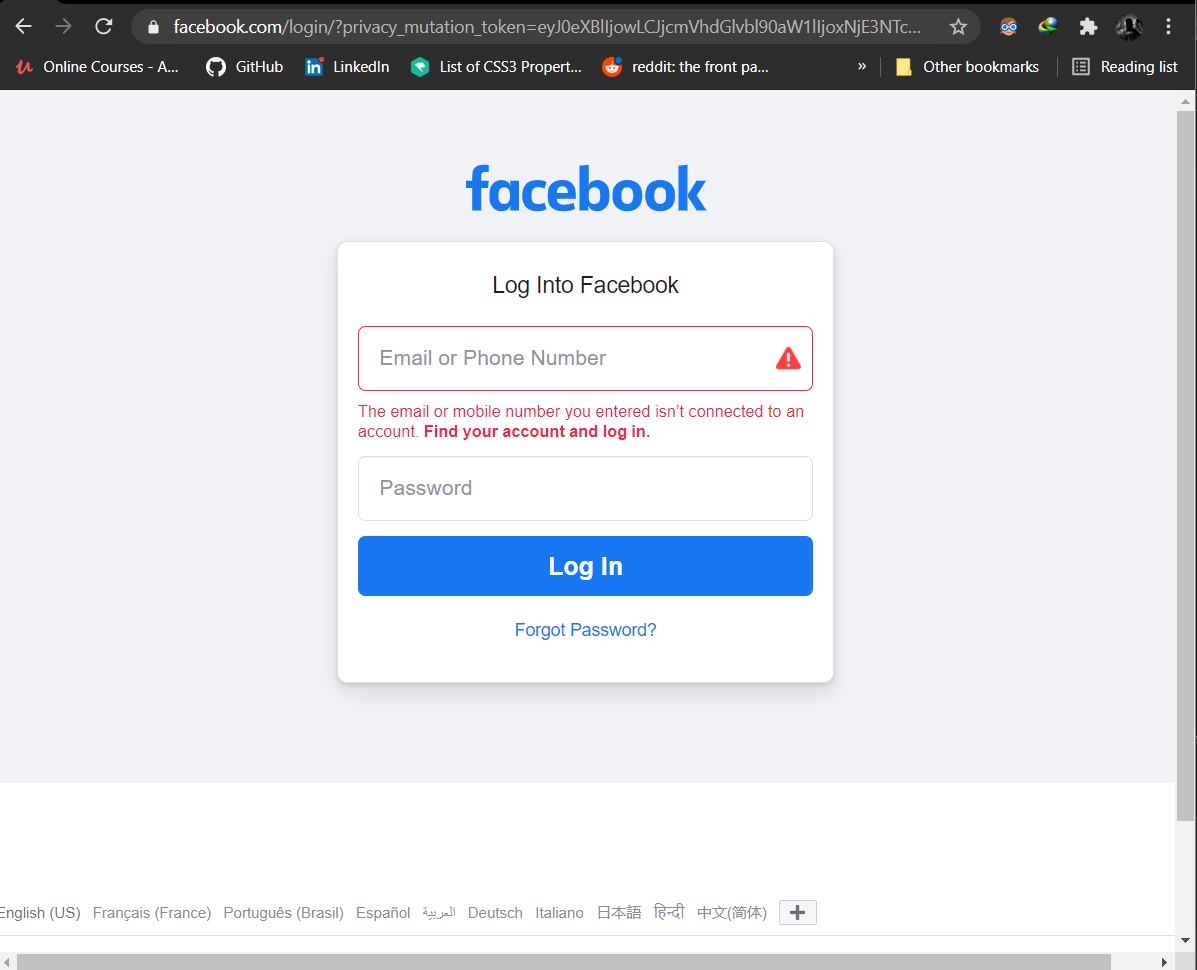 facebook.com/login/?privacy_mutation_token=eyJ0eXBlIjowLCJjcmVhdGlvbl90aW1lIjoxNjE3NTc...
Online Courses - A... GitHub LinkedIn List of CSS3 Propert... reddit: the front pa... » Other bookmarks Reading list
facebook
Log Into Facebook
Email or Phone Number
The email or mobile number you entered isn’t connected to an
account. Find your account and log in.
Password
Log In
Forgot Password?
English (US) Français (France) Português (Brasil) Español العربية Deutsch Italiano 日本語 हिन्दी 中文(简体)